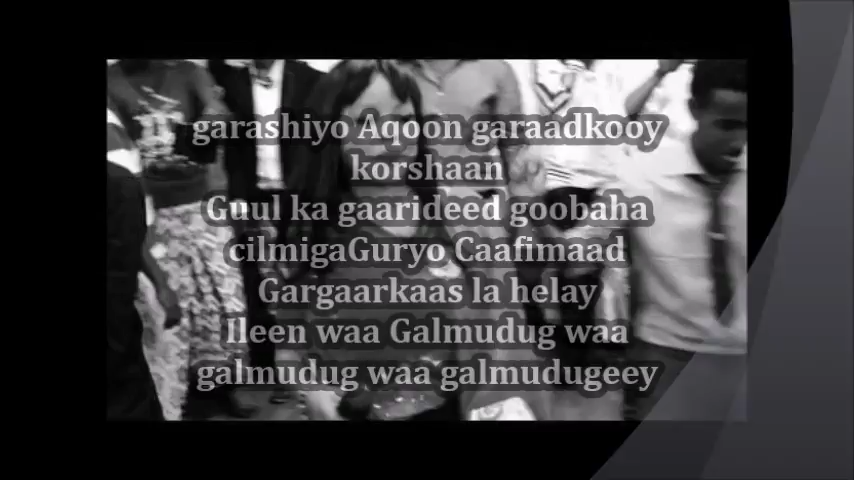 garashiyo Aqoon garaadkooy
korshaan
Guul ka gaarideed goobaha
cilmigaGuryo Caafimaad
Gargaarkaas la helay
Ileen waa Galmudug waa
galmudug waa galmudugeey